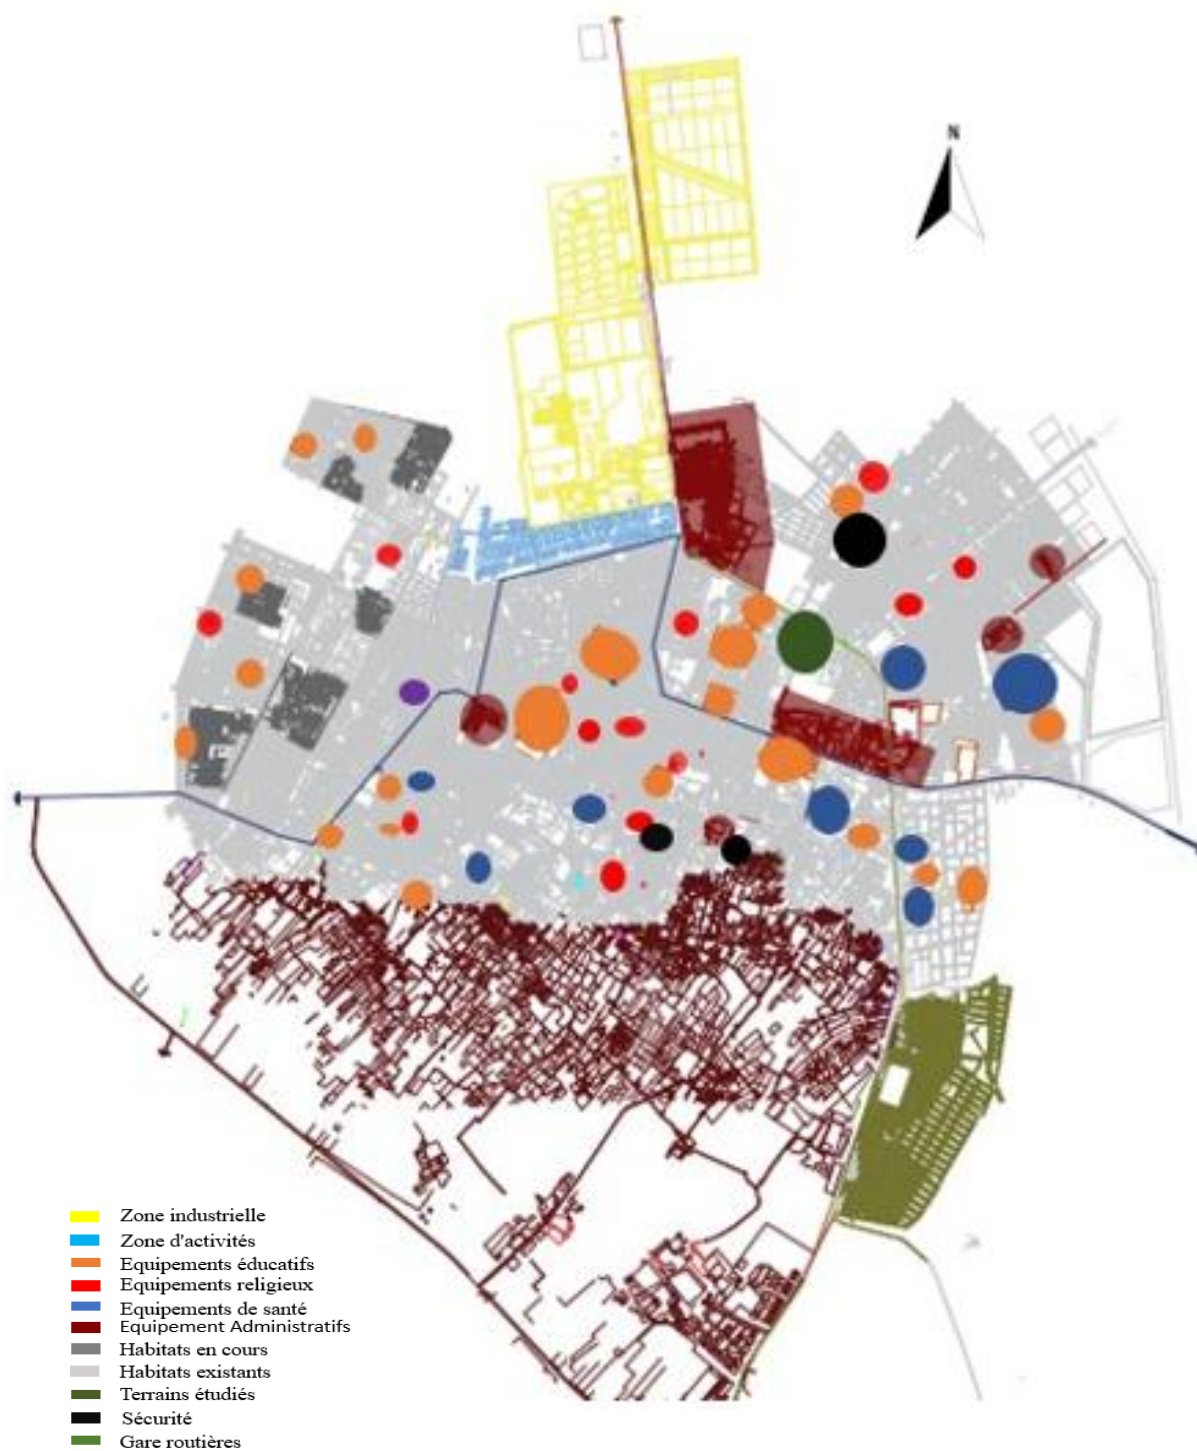 N
Zone industrielle
Zone d'activités
Equipements éducatifs
Equipements religieux
Equipements de santé
Equipement Administratifs
Habitats en cours
Habitats existants
Terrains étudiés
Sécurité
Gare routières